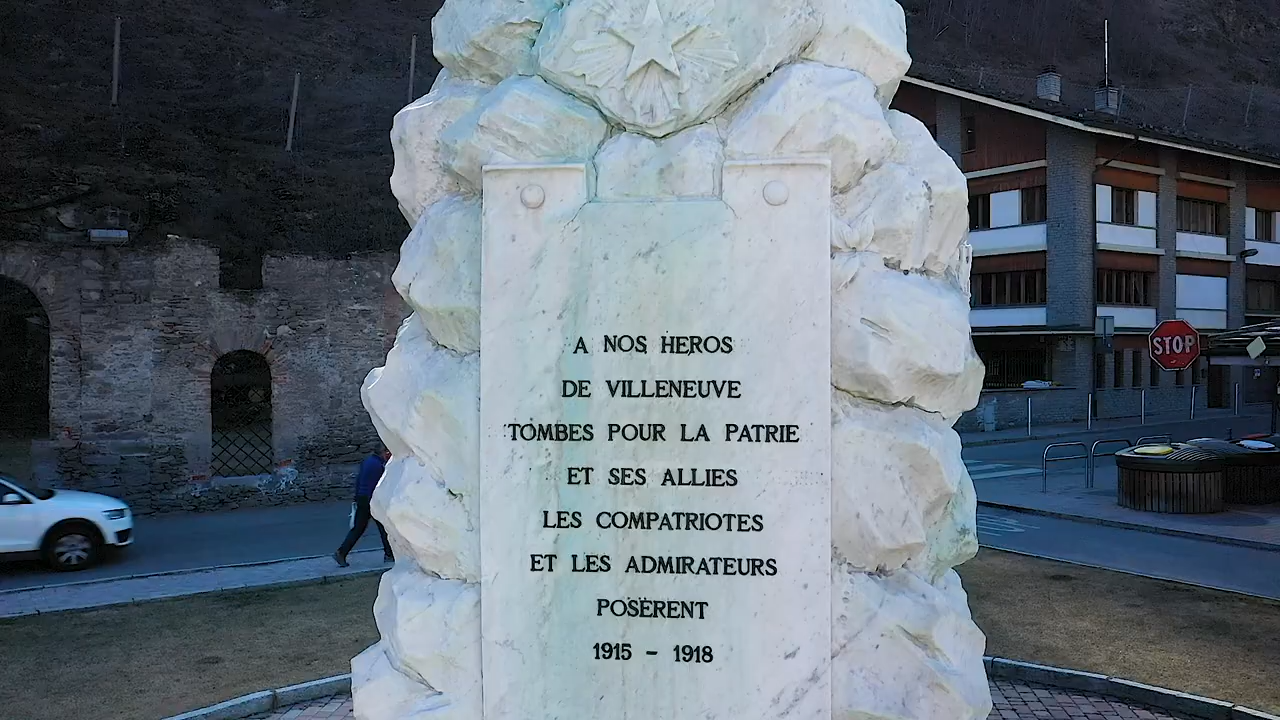 A NOS HEROS
DE VILLENEUVE
TOMBES POUR LA PATRIE
ET SES ALLIES
LES COMPATRIOTES
ET LES ADMIRATEURS
POSERENT
1915 - 1918
STOP